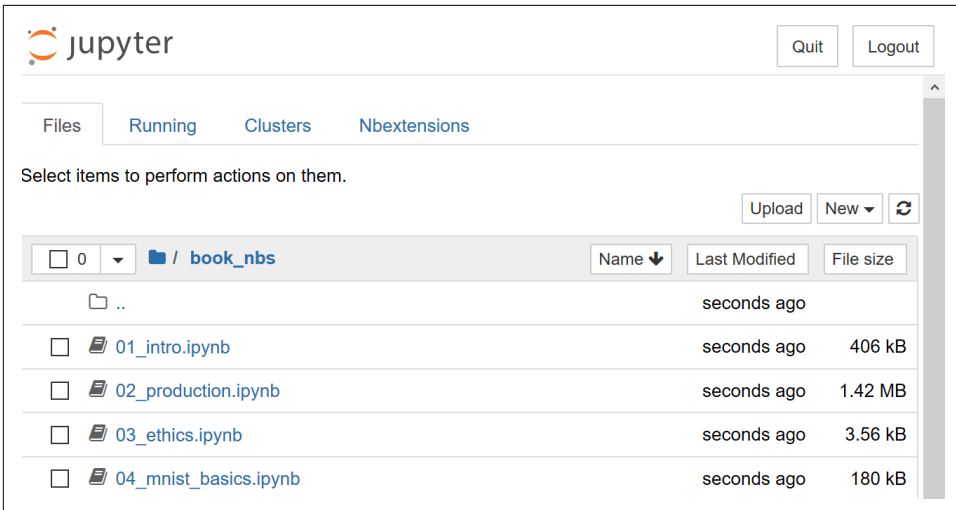 jupyter Quit Logout
Files Running Clusters Nbextensions
Select items to perform actions on them.
Upload New
0 / book_nbs Name Last Modified File size
.. seconds ago
01_intro.ipynb seconds ago 406 kB
02_production.ipynb seconds ago 1.42 MB
03_ethics.ipynb seconds ago 3.56 kB
04_mnist_basics.ipynb seconds ago 180 kB